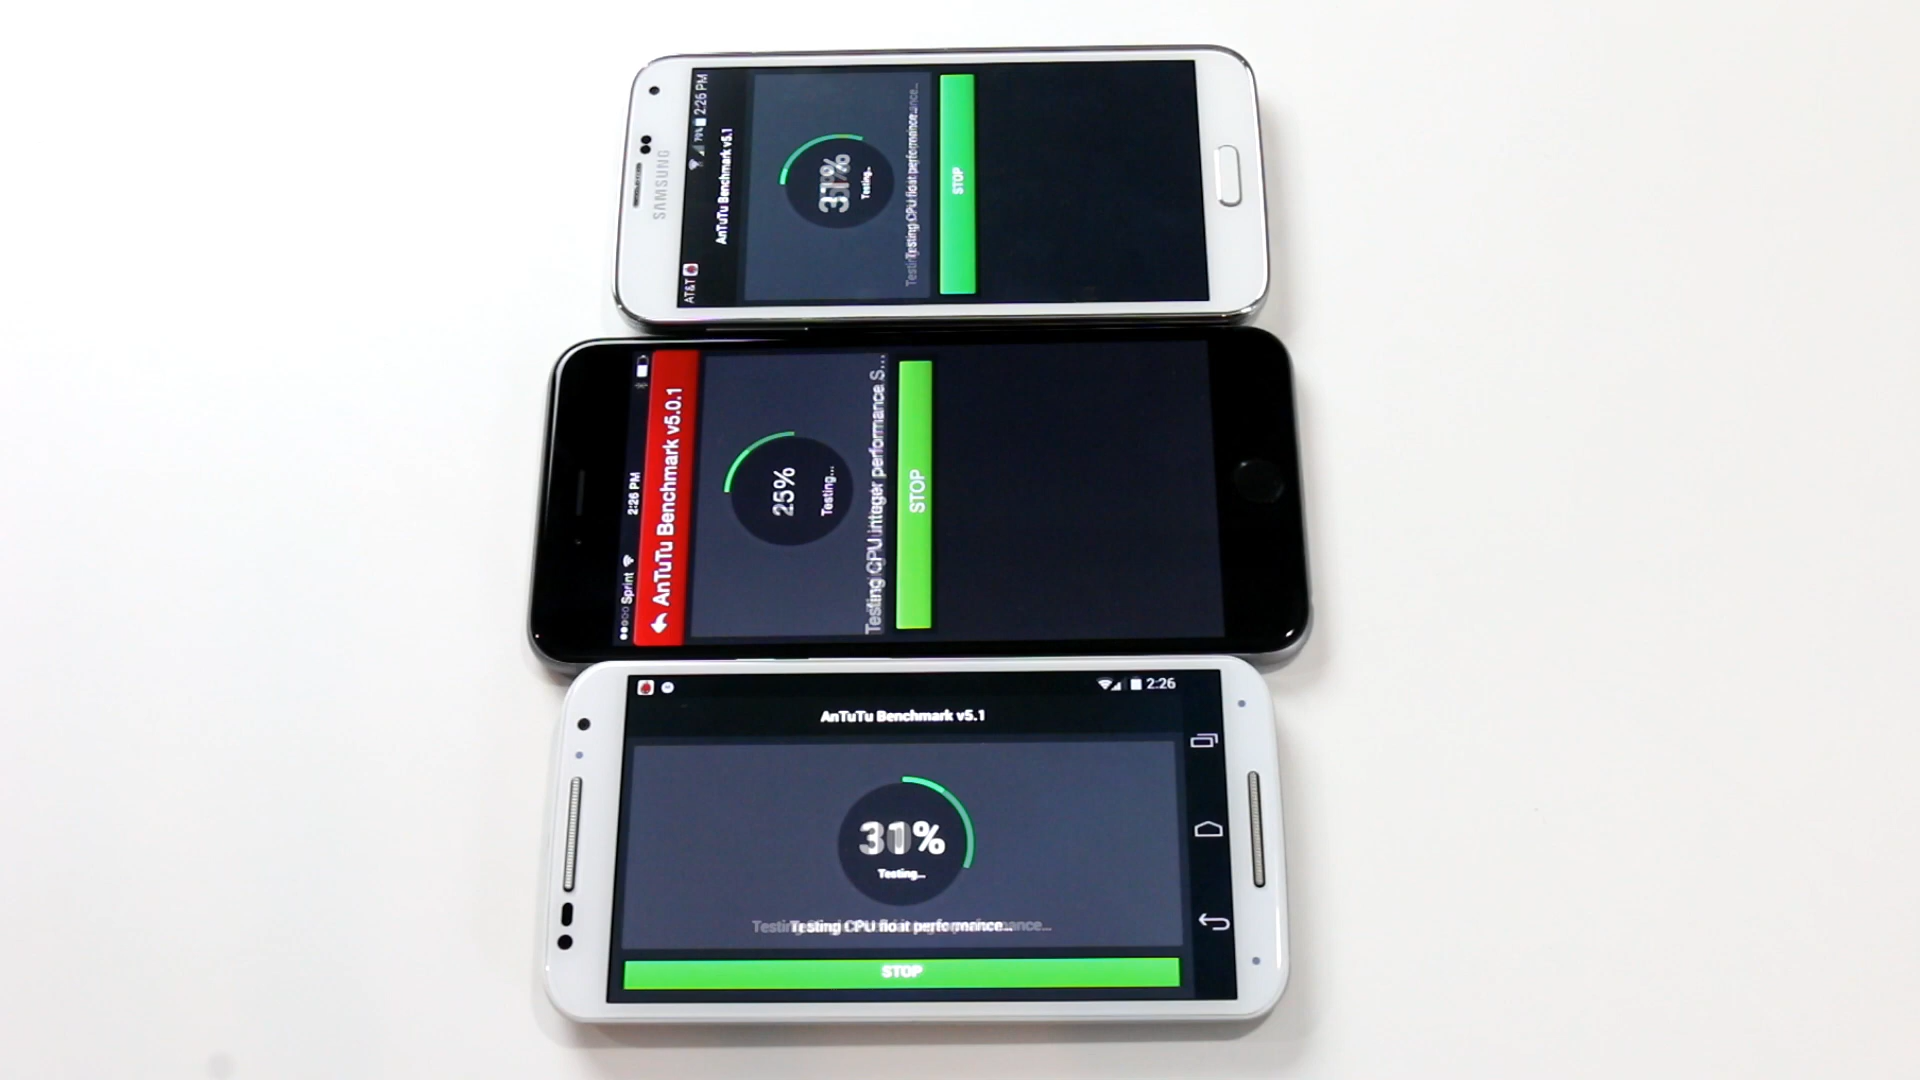 SAMSUNG
AT&T 2:26 PM
AnTuTu Benchmark v5.1
Testing...
Testing CPU float performance...
STOP
Sprint 2:26 PM
AnTuTu Benchmark v5.0.1
25%
Testing...
Testing CPU integer performance S...
STOP
2:26
AnTuTu Benchmark v5.1
31%
Testing...
Testing CPU float performance...
STOP